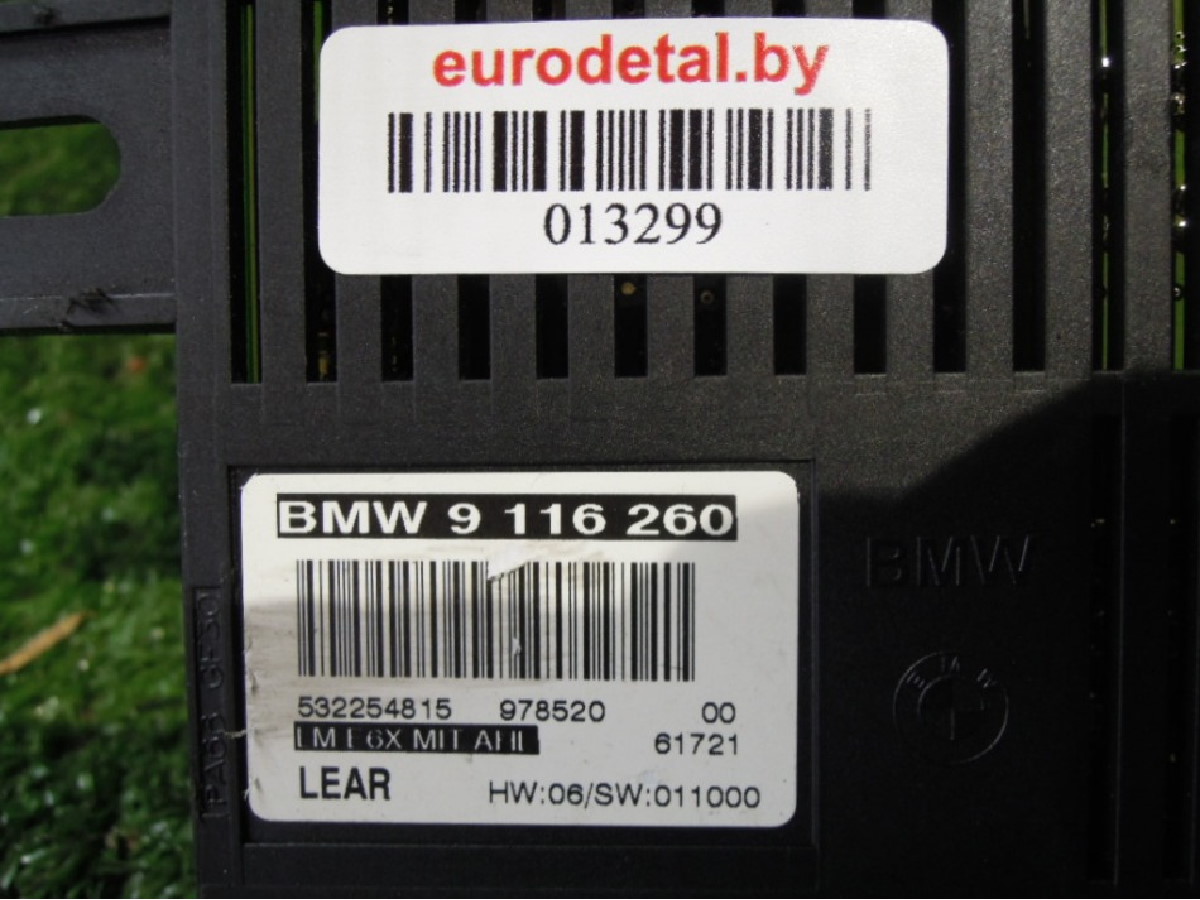 eurodetal.by
013299
BMW 9 116 260
532254815 978520 00
LM E6X MIT AHL 61721
LEAR HW:06/SW:011000
BMW
BMW